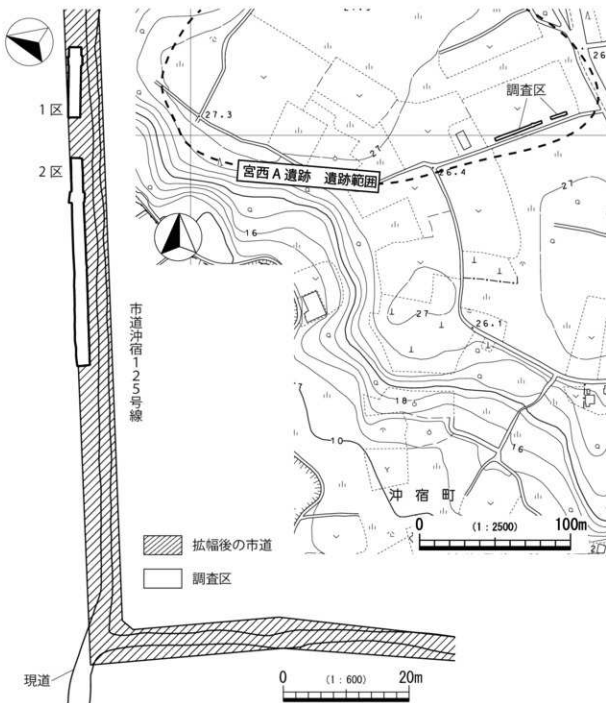 1区
2区
市道沖宿125号線
拡幅後の市道
調査区
現道
0 (1:600) 20m
27.3
調査区
26
27
26.4
宮西A遺跡 遺跡範囲
27
16
27
26.1
18
16
10
沖宿町
0 (1:2500) 100m